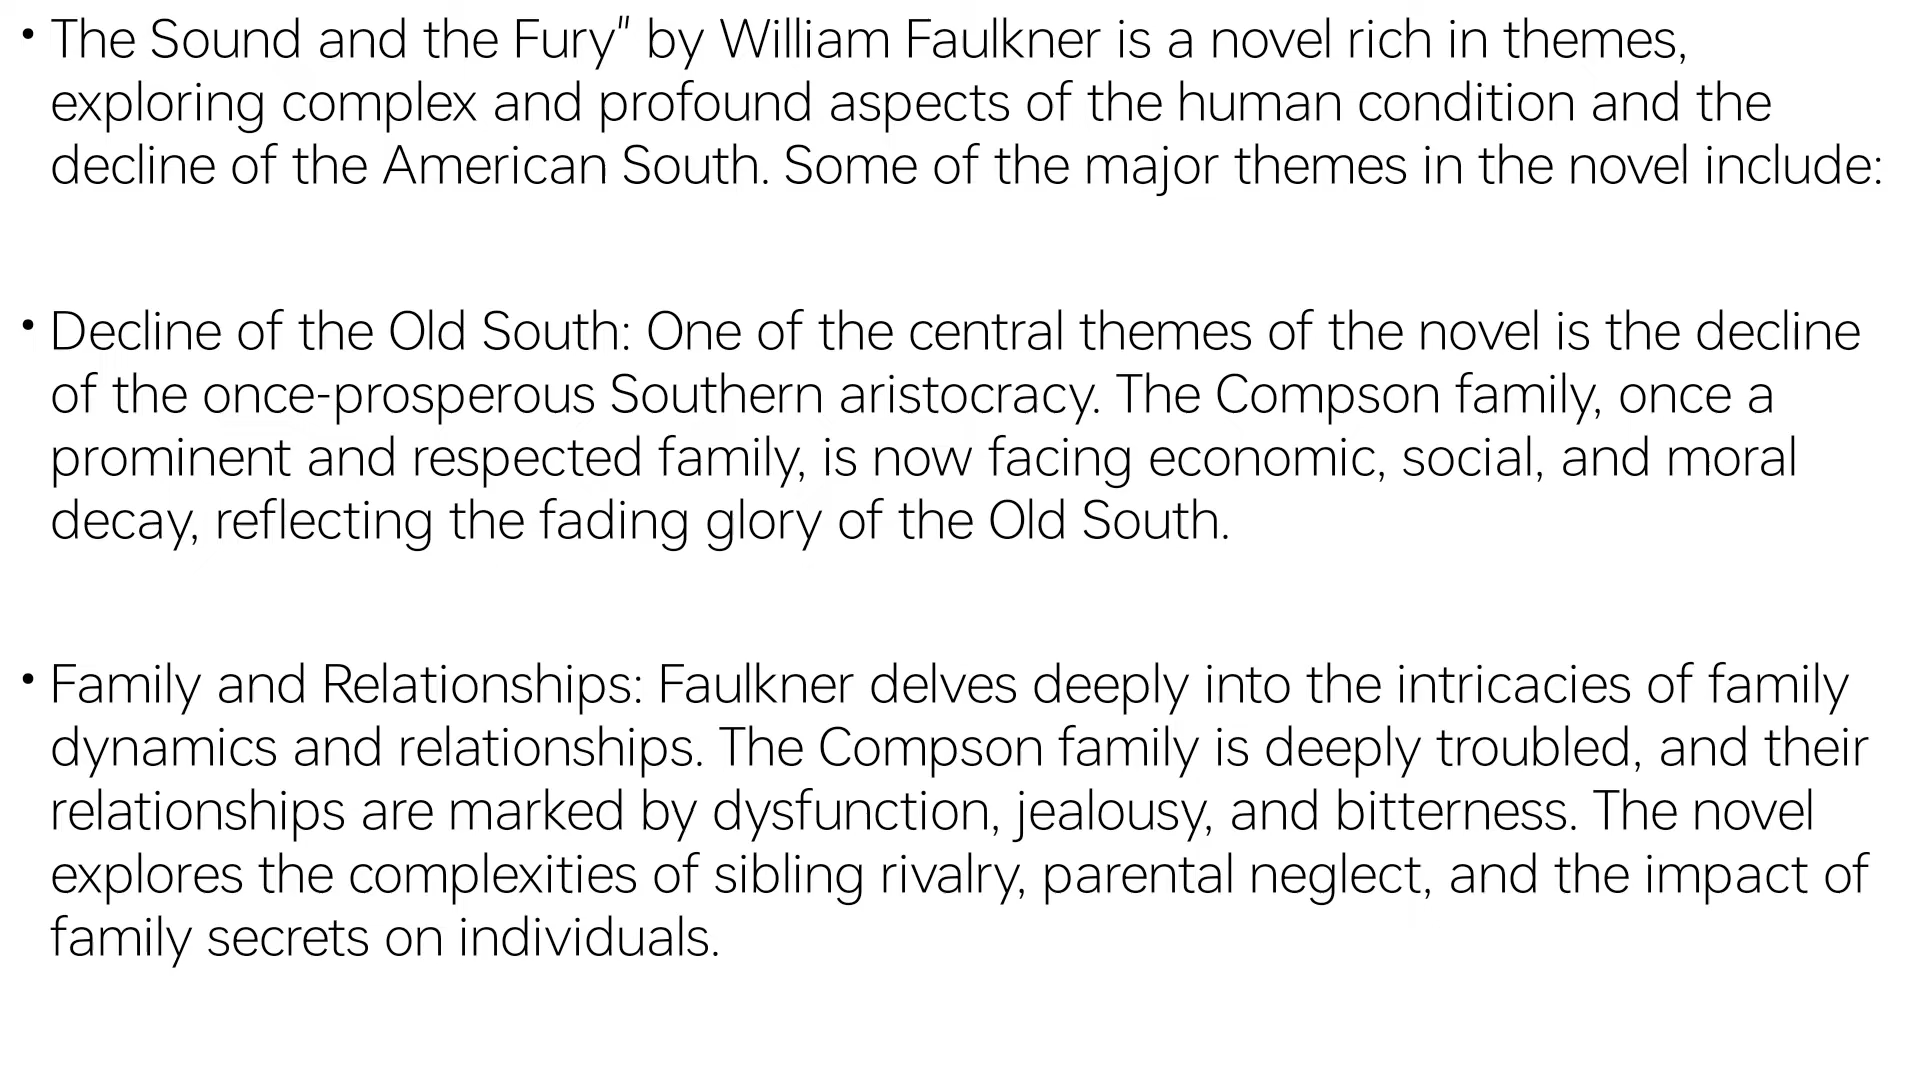 • The Sound and the Fury" by William Faulkner is a novel rich in themes,
exploring complex and profound aspects of the human condition and the
decline of the American South. Some of the major themes in the novel include:
• Decline of the Old South: One of the central themes of the novel is the decline
of the once-prosperous Southern aristocracy. The Compson family, once a
prominent and respected family, is now facing economic, social, and moral
decay, reflecting the fading glory of the Old South.
• Family and Relationships: Faulkner delves deeply into the intricacies of family
dynamics and relationships. The Compson family is deeply troubled, and their
relationships are marked by dysfunction, jealousy, and bitterness. The novel
explores the complexities of sibling rivalry, parental neglect, and the impact of
family secrets on individuals.